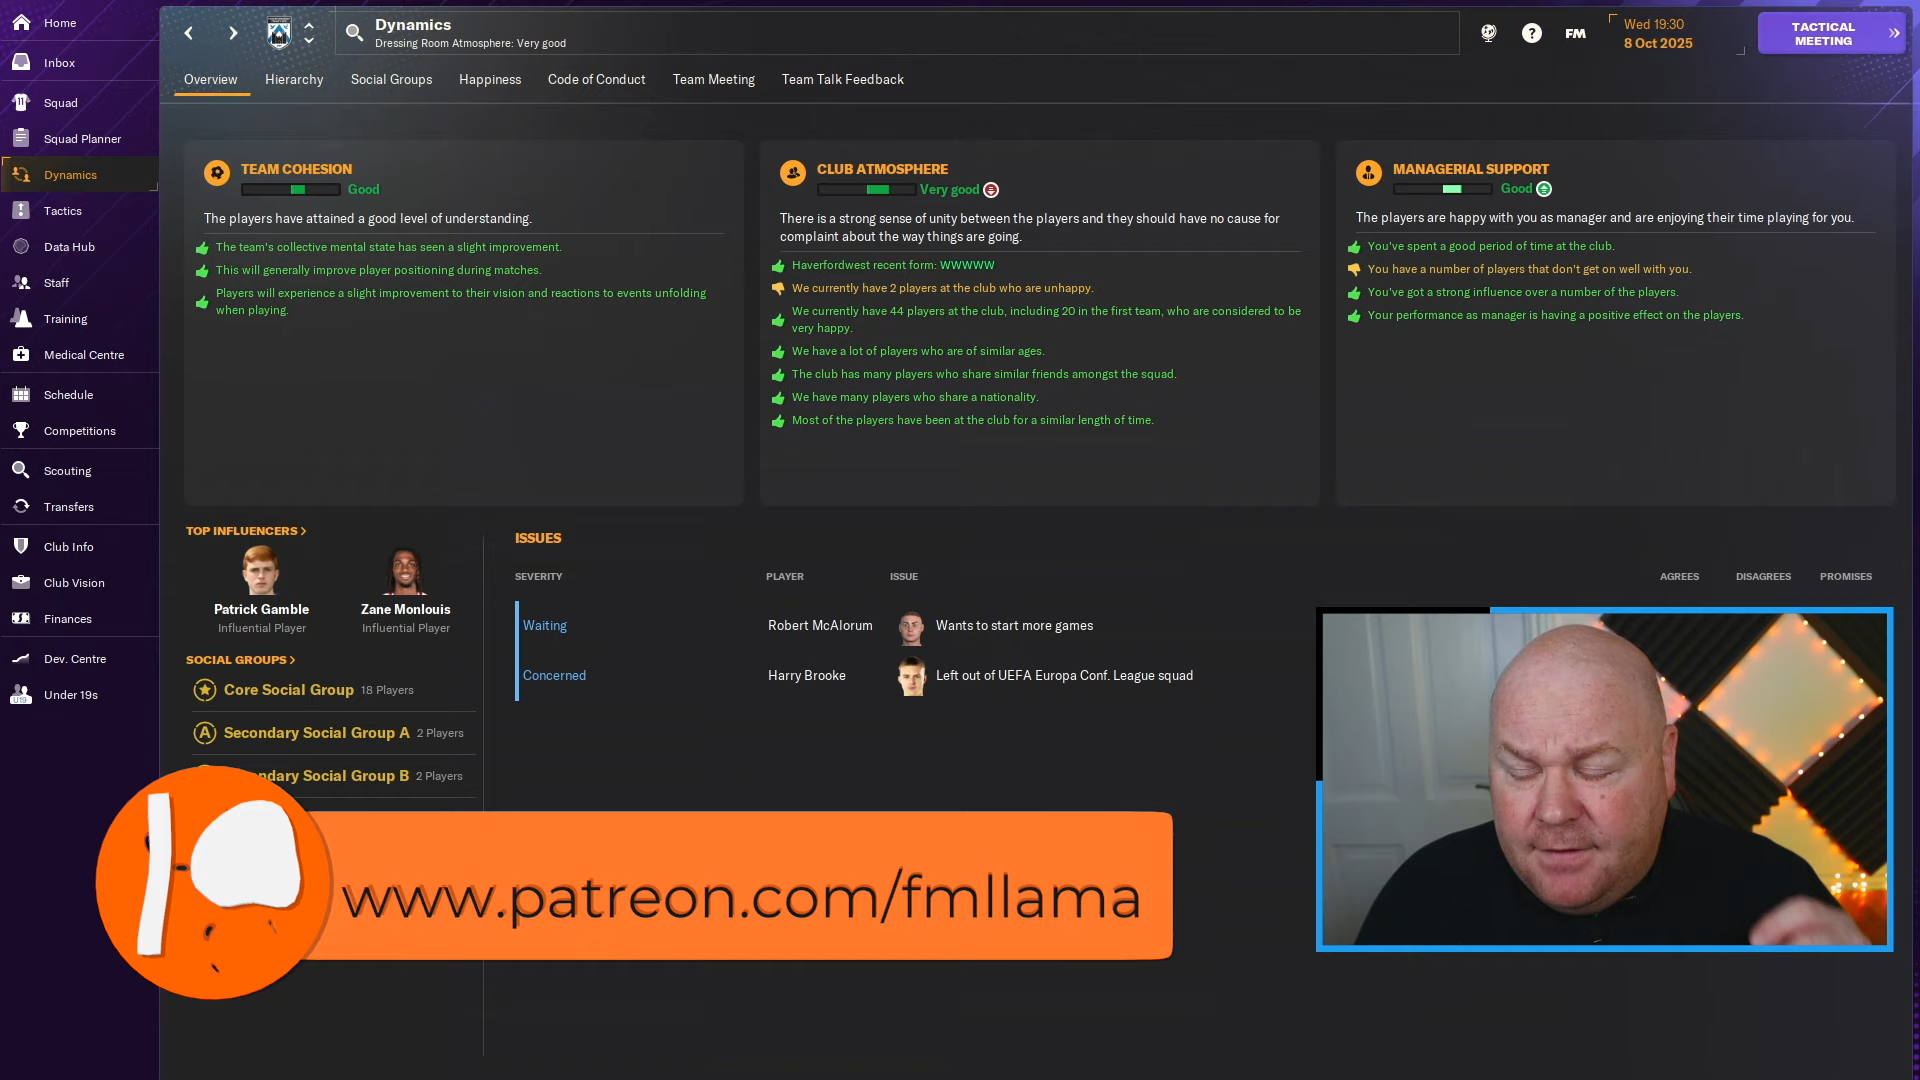 Home
Inbox
Squad
Squad Planner
Dynamics
Tactics
Data Hub
Staff
Training
Medical Centre
Schedule
Competitions
Scouting
Transfers
Club Info
Club Vision
Finances
Dev. Centre
U19
Under 19s
Dynamics
Dressing Room Atmosphere: Very good
?
FM
Wed 19:30
8 Oct 2025
TACTICAL
MEETING
Overview
Hierarchy
Social Groups
Happiness
Code of Conduct
Team Meeting
Team Talk Feedback
TEAM COHESION
Good
The players have attained a good level of understanding.
The team's collective mental state has seen a slight improvement.
This will generally improve player positioning during matches.
Players will experience a slight improvement to their vision and reactions to events unfolding
when playing.
CLUB ATMOSPHERE
Very good
There is a strong sense of unity between the players and they should have no cause for
complaint about the way things are going.
Haverfordwest recent form: WWWWW
We currently have 2 players at the club who are unhappy.
We currently have 44 players at the club, including 20 in the first team, who are considered to be
very happy.
We have a lot of players who are of similar ages.
The club has many players who share similar friends amongst the squad.
We have many players who share a nationality.
Most of the players have been at the club for a similar length of time.
MANAGERIAL SUPPORT
Good
The players are happy with you as manager and are enjoying their time playing for you.
You've spent a good period of time at the club.
You have a number of players that don't get on well with you.
You've got a strong influence over a number of the players.
Your performance as manager is having a positive effect on the players.
TOP INFLUENCERS >
Patrick Gamble
Influential Player
Zane Monlouis
Influential Player
SOCIAL GROUPS >
Core Social Group 18 Players
A Secondary Social Group A 2 Players
ndary Social Group B 2 Players
ISSUES
SEVERITY PLAYER ISSUE AGREES DISAGREES PROMISES
Waiting Robert McAlorum Wants to start more games
Concerned Harry Brooke Left out of UEFA Europa Conf. League squad
www.patreon.com/fmllama